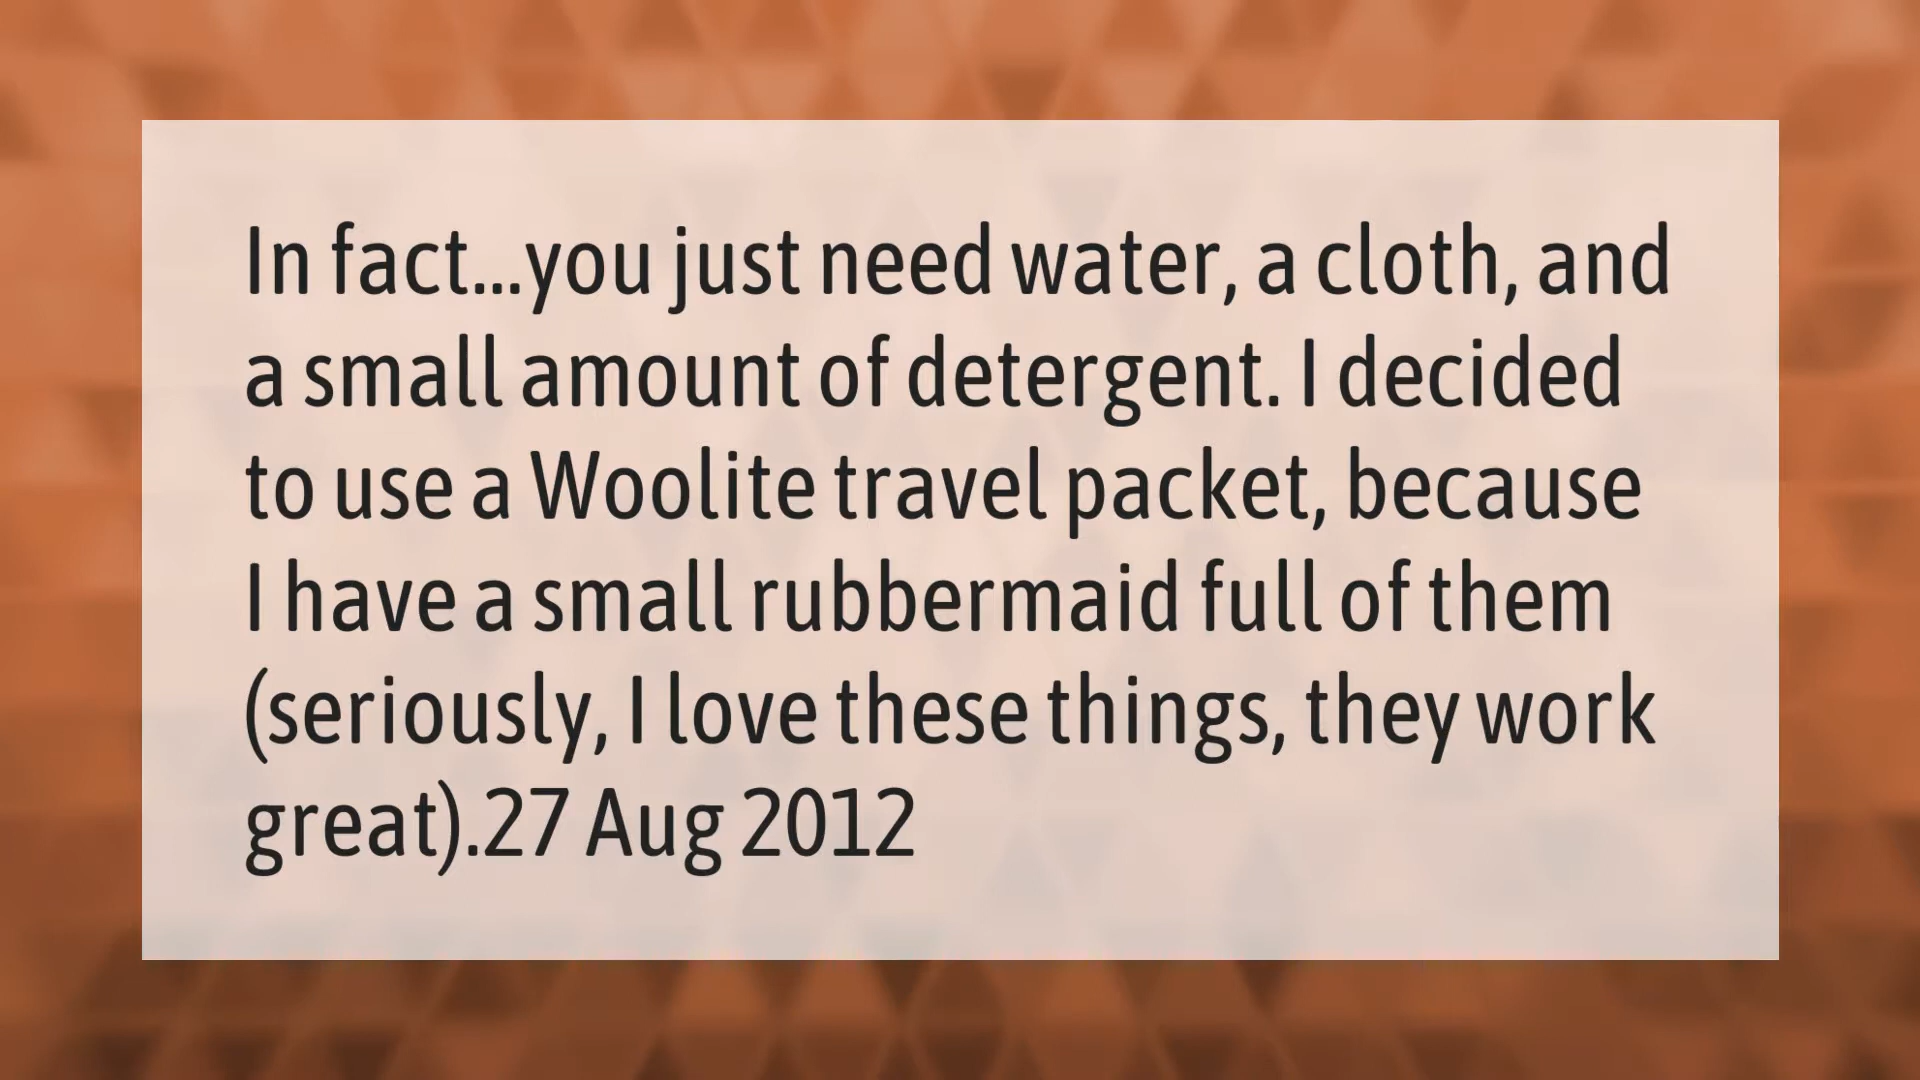 In fact...you just need water, a cloth, and
a small amount of detergent. I decided
to use a Woolite travel packet, because
I have a small rubbermaid full of them
(seriously, I love these things, they work
great).27 Aug 2012